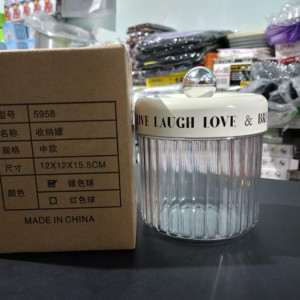 型号 5958
名称 收纳罐
规格 中款
尺寸 12X12X15.5CM
颜色 ☑ 银色球
☐ 红色球
MADE IN CHINA
LAUGH LOVE &